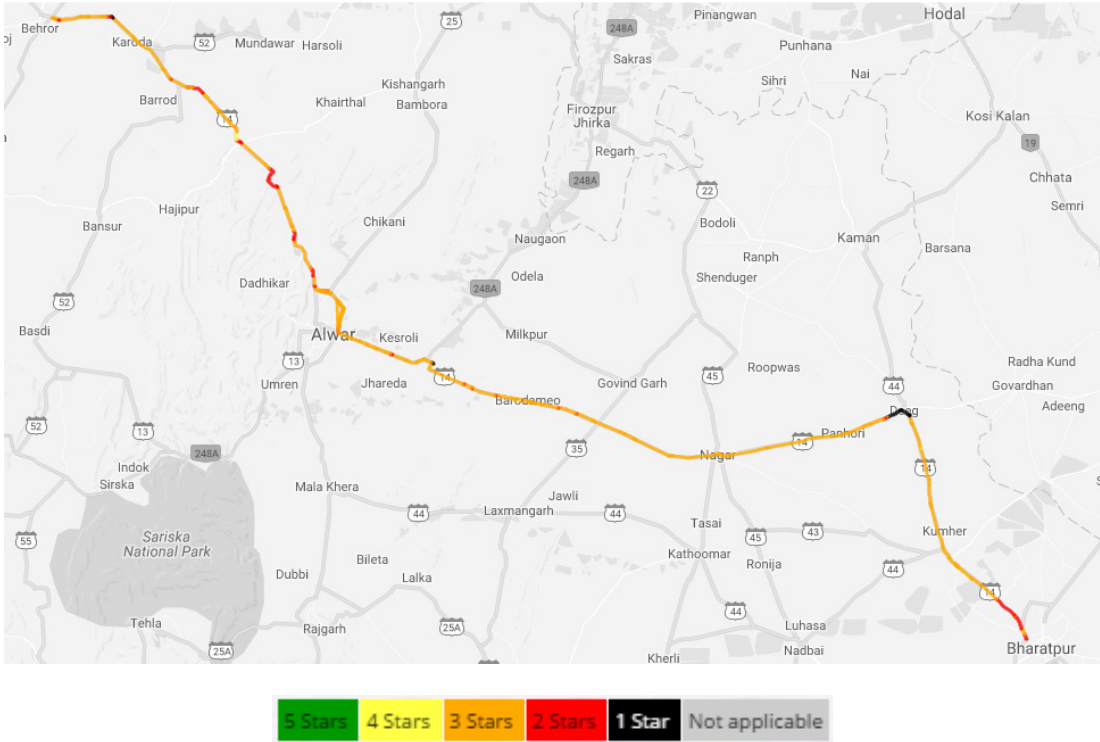 Pinangwan
Hodal
Behror
25
248A
oj
Karoda
52
Mundawar
Harsoli
Punhana
Sakras
Nai
Sihri
Kishangarh
Barrod
Khairthal
Bambora
Firozpur
Jhirka
Kosi Kalan
14
a
19
Regarh
Chhata
248A
22
Semri
Hajipur
Chikani
Bansur
Bodoli
Naugaon
Kaman
Barsana
Ranph
Dadhikar
Odela
Shenduger
248A
52
Basdi
Alwar
Kesroli
Milkpur
13
Radha Kund
Roopwas
Umren
Jhareda
14
Govind Garh
45
44
Govardhan
Barodameo
Adeeng
Deeg
52
13
Panhori
14
35
248A
Nagar
Indok
14
Sirska
Mala Khera
Jawli
44
Laxmangarh
44
Tasai
Sariska
National Park
55
45
43
Kumher
Kathoomar
Bileta
Ronija
44
Dubbi
Lalka
14
44
Tehla
Rajgarh
25A
Luhasa
25A
Nadbai
Bharatpur
Kherli
5 Stars
4 Stars
3 Stars
2 Stars
1 Star
Not applicable